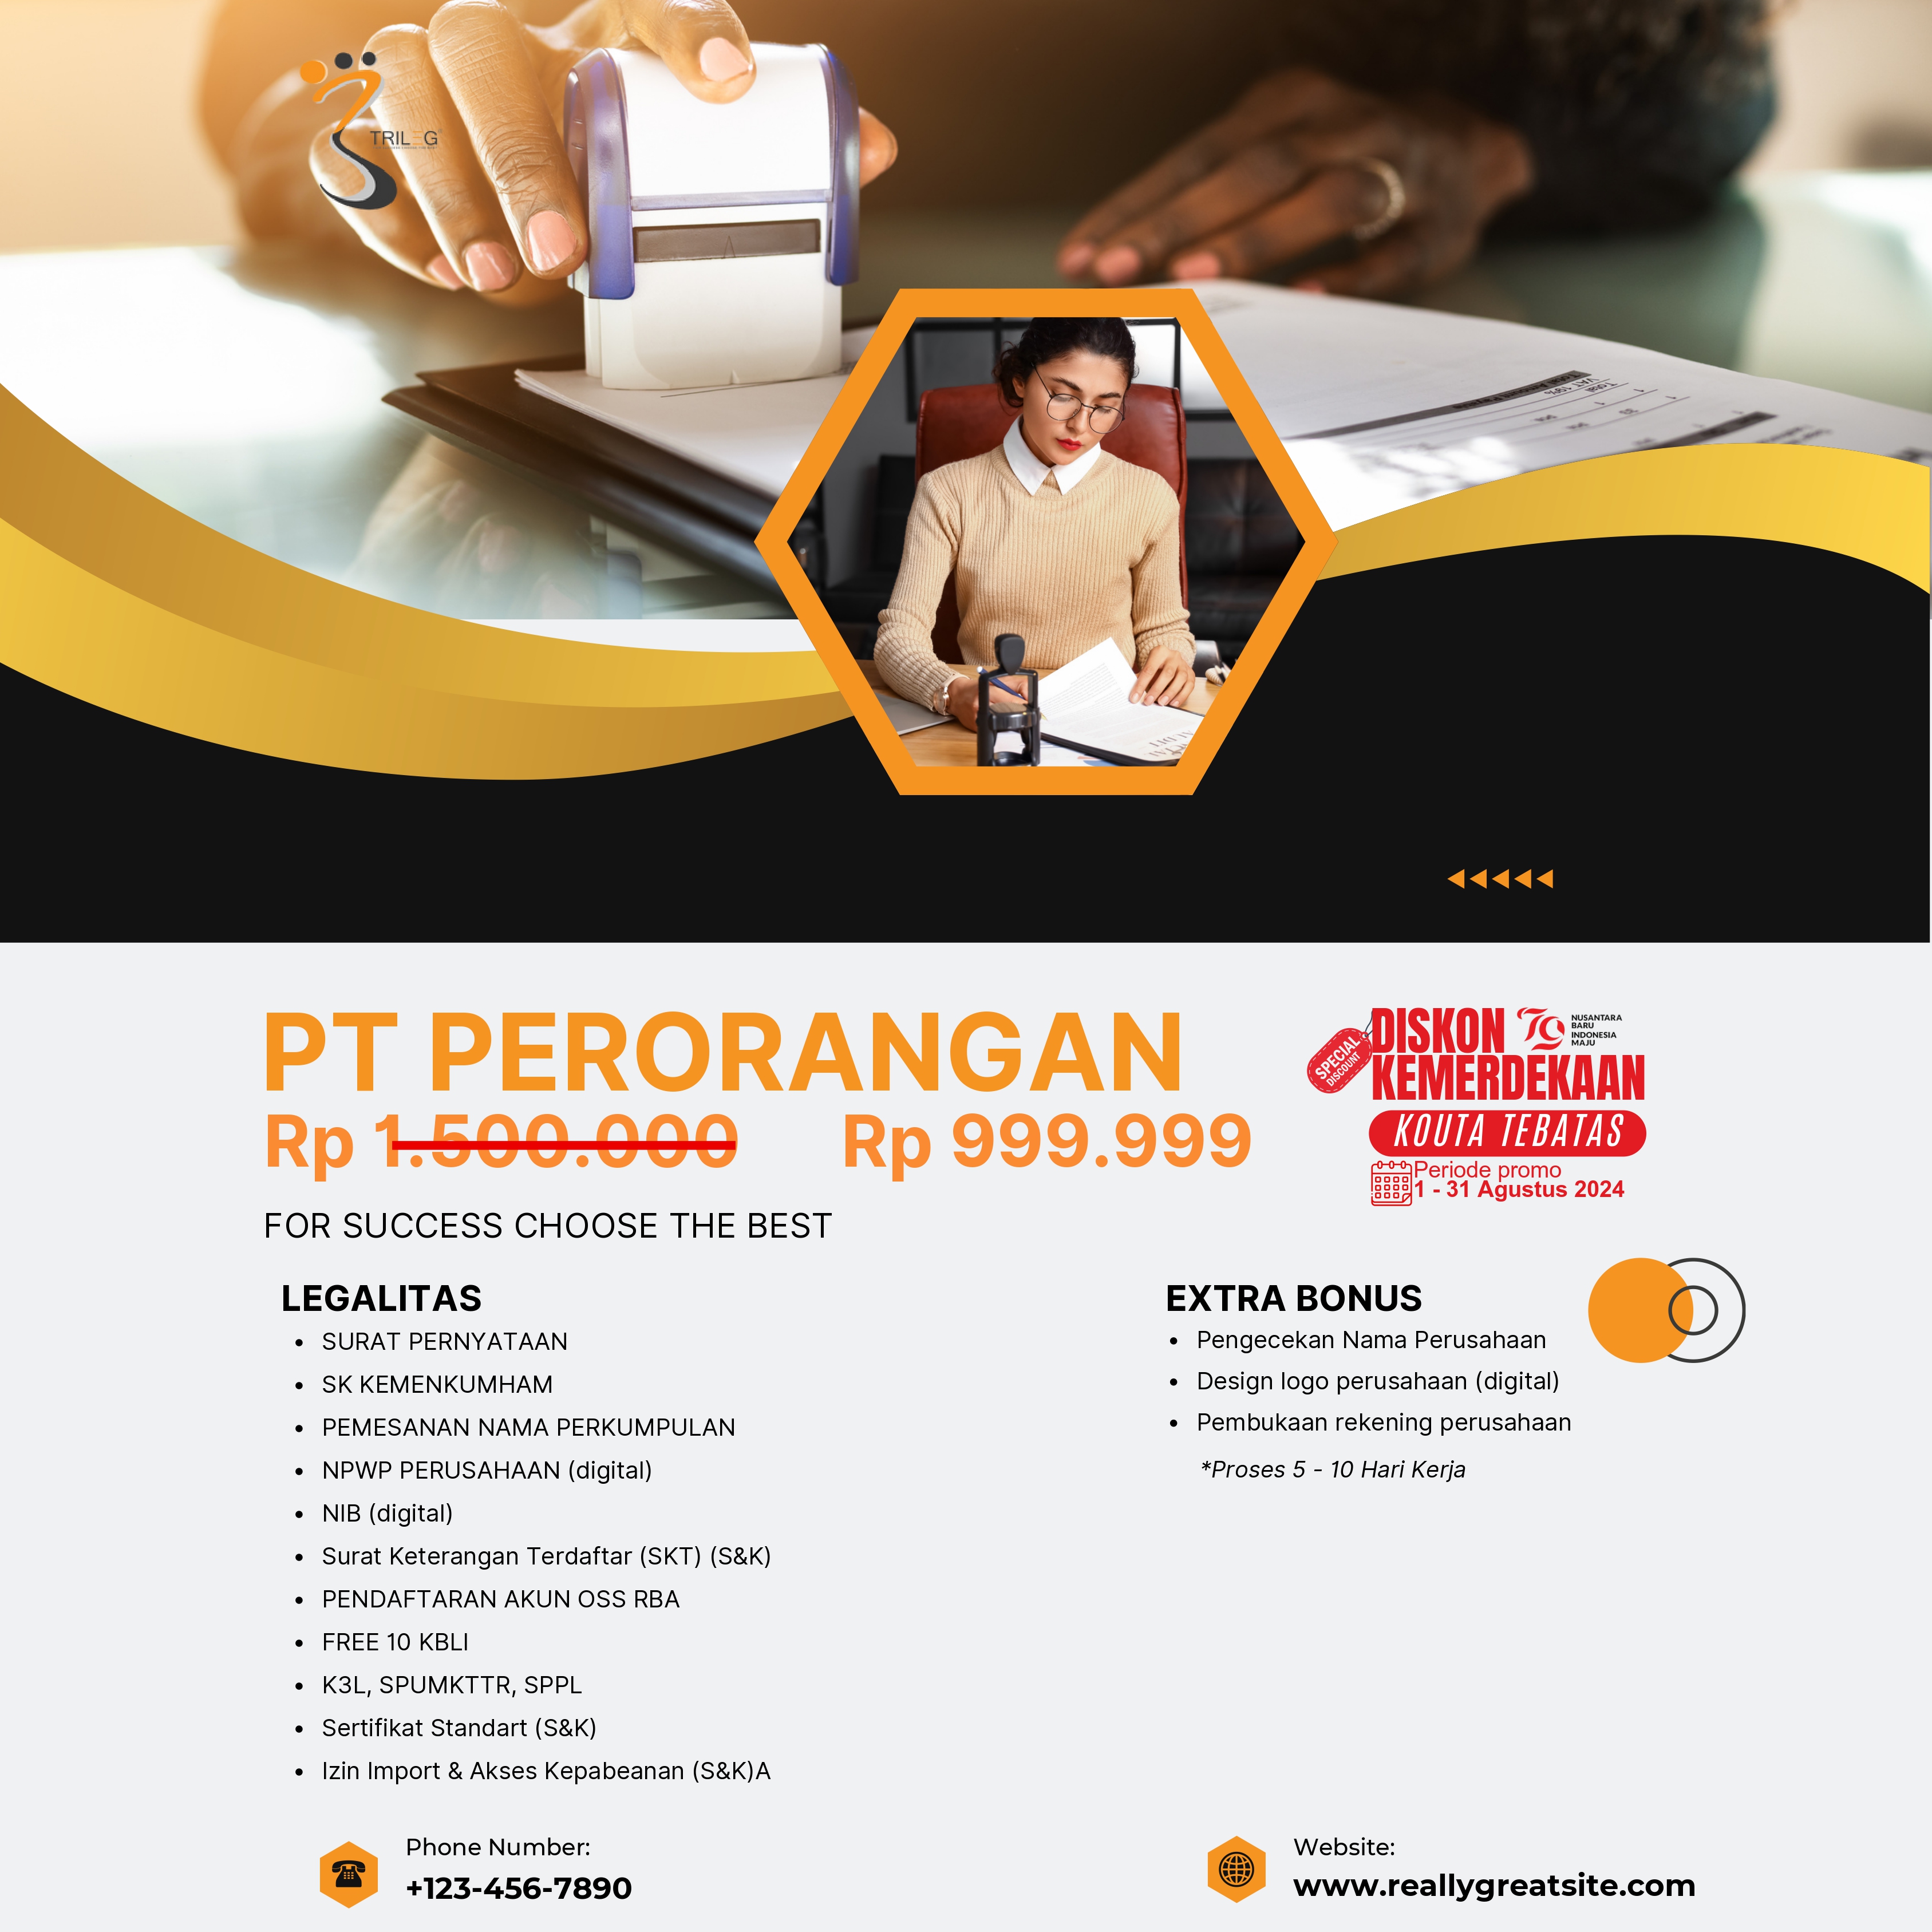 TRILEG
PT PERORANGAN
Rp 1.500.000
Rp 999.999
FOR SUCCESS CHOOSE THE BEST
SPECIAL
DISCOUNT
DISKON
79
NUSANTARA
BARU
INDONESIA
MAJU
KEMERDEKAAN
KOUTA TEBATAS
Periode promo
1 - 31 Agustus 2024
LEGALITAS
• SURAT PERNYATAAN
• SK KEMENKUMHAM
• PEMESANAN NAMA PERKUMPULAN
• NPWP PERUSAHAAN (digital)
• NIB (digital)
• Surat Keterangan Terdaftar (SKT) (S&K)
• PENDAFTARAN AKUN OSS RBA
• FREE 10 KBLI
• K3L, SPUMKTTR, SPPL
• Sertifikat Standart (S&K)
• Izin Import & Akses Kepabeanan (S&K)A
EXTRA BONUS
• Pengecekan Nama Perusahaan
• Design logo perusahaan (digital)
• Pembukaan rekening perusahaan
*Proses 5 - 10 Hari Kerja
Phone Number:
+123-456-7890
Website:
www.reallygreatsite.com